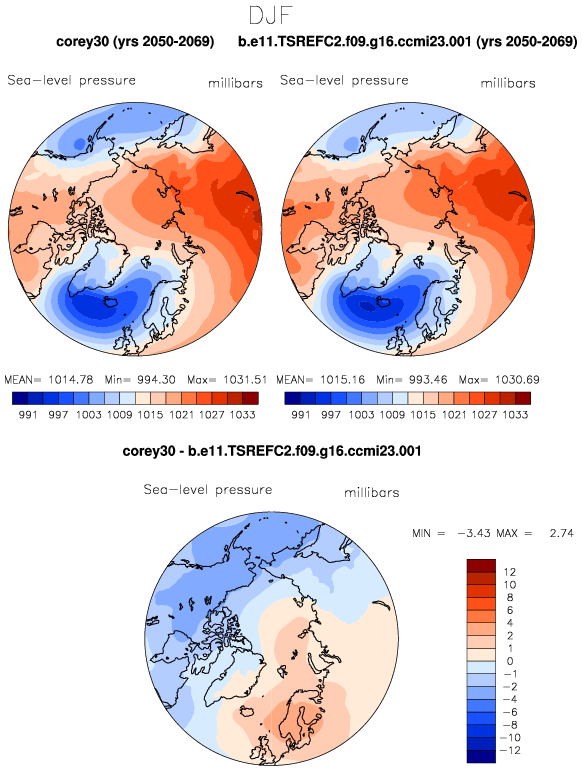 DJF
corey30 (yrs 2050-2069) b.e11.TSREFC2.f09.g16.ccmi23.001 (yrs 2050-2069)
Sea-level pressure millibars Sea-level pressure millibars
MEAN= 1014.78 Min= 994.30 Max= 1031.51 MEAN= 1015.16 Min= 993.46 Max= 1030.69
991 997 1003 1009 1015 1021 1027 1033 991 997 1003 1009 1015 1021 1027 1033
corey30 - b.e11.TSREFC2.f09.g16.ccmi23.001
Sea-level pressure millibars
MIN = -3.43 MAX = 2.74
12
10
8
6
4
2
1
0
-1
-2
-4
-6
-8
-10
-12